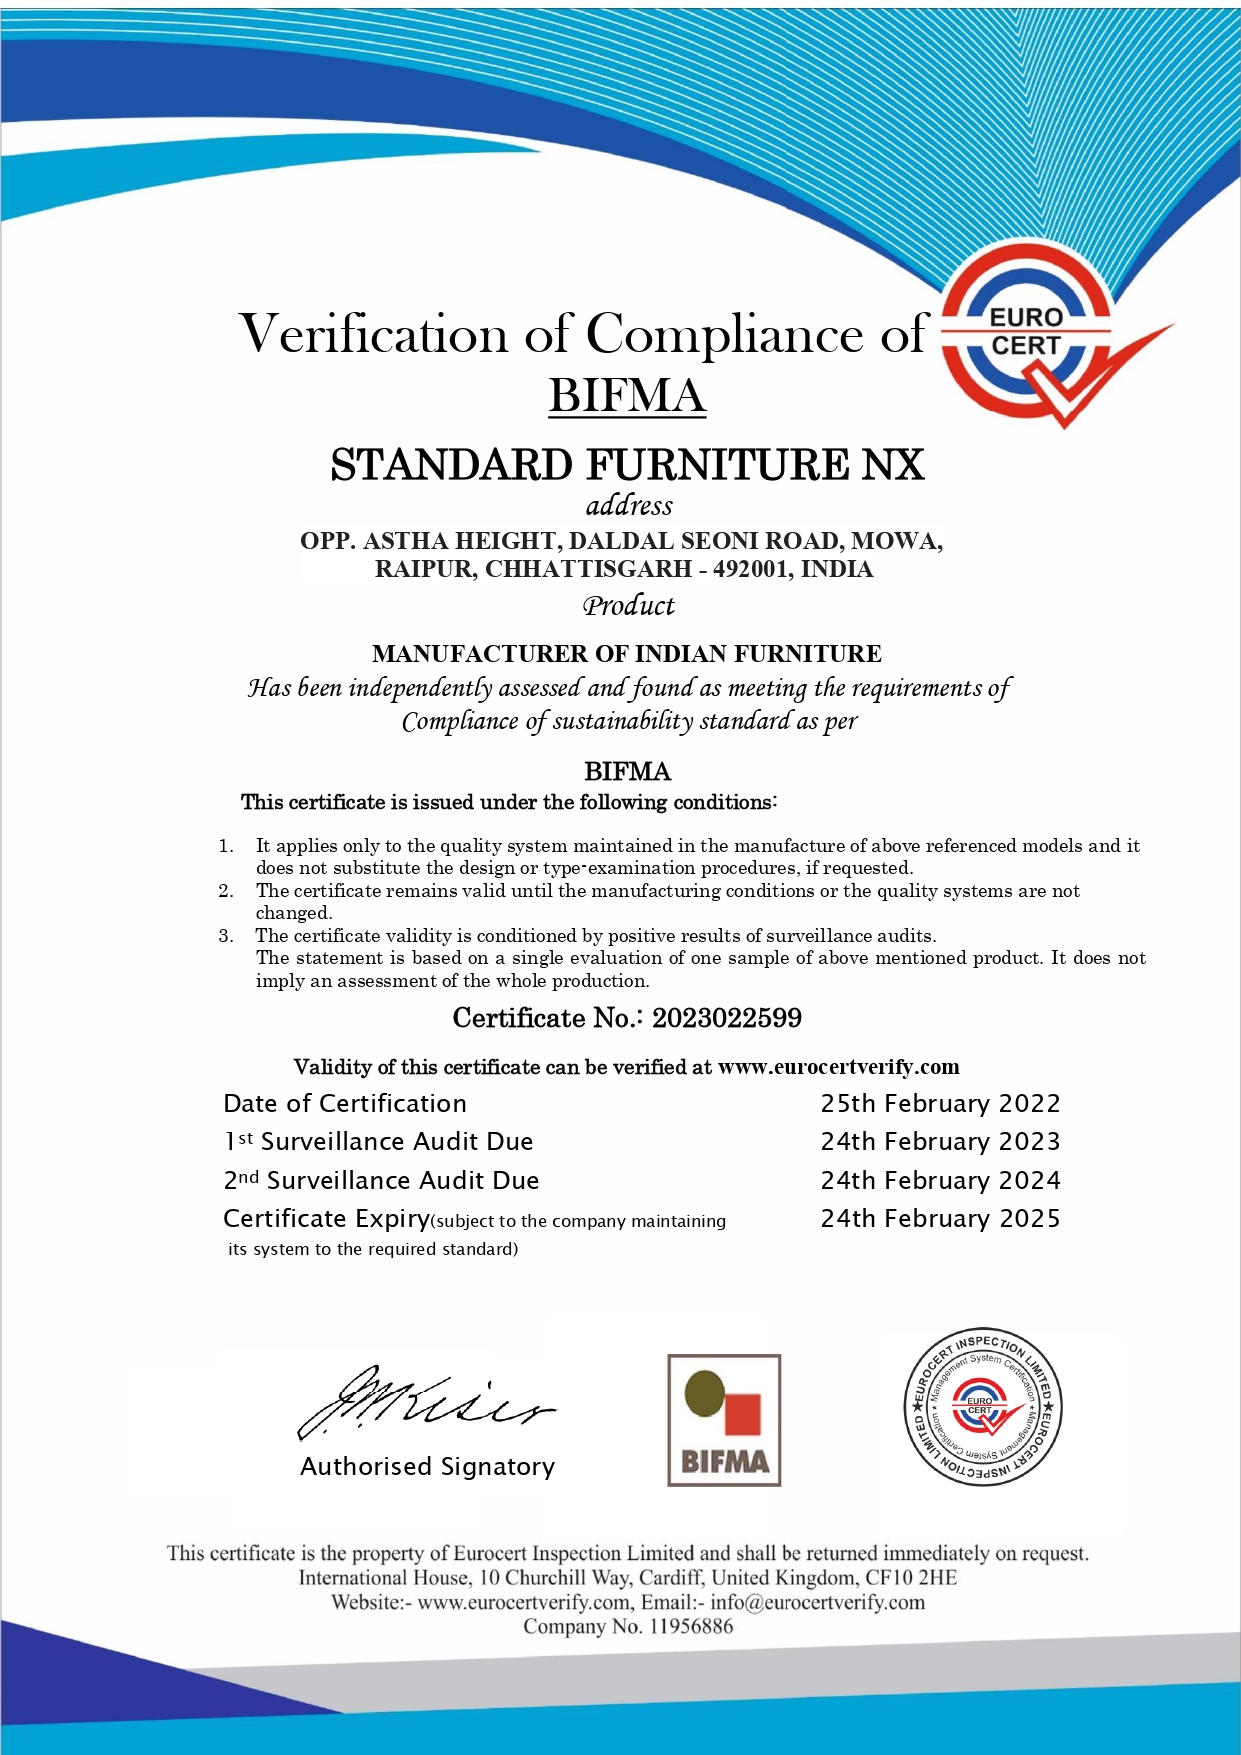 EURO
CERT
Verification of Compliance of
BIFMA
STANDARD FURNITURE NX
address
OPP. ASTHA HEIGHT, DALDAL SEONI ROAD, MOWA,
RAIPUR, CHHATTISGARH - 492001, INDIA
Product
MANUFACTURER OF INDIAN FURNITURE
Has been independently assessed and found as meeting the requirements of
Compliance of sustainability standard as per
BIFMA
This certificate is issued under the following conditions:
1. It applies only to the quality system maintained in the manufacture of above referenced models and it
does not substitute the design or type-examination procedures, if requested.
2. The certificate remains valid until the manufacturing conditions or the quality systems are not
changed.
3. The certificate validity is conditioned by positive results of surveillance audits.
The statement is based on a single evaluation of one sample of above mentioned product. It does not
imply an assessment of the whole production.
Certificate No.: 2023022599
Validity of this certificate can be verified at www.eurocertverify.com
Date of Certification 25th February 2022
1st Surveillance Audit Due 24th February 2023
2nd Surveillance Audit Due 24th February 2024
Certificate Expiry(subject to the company maintaining 24th February 2025
its system to the required standard)
Authorised Signatory
BIFMA
★EUROCERT INSPECTION LIMITED★EUROCERT INSPECTION LIMITED
★ Management System Certification ★ Management System Certification
EURO
CERT
This certificate is the property of Eurocert Inspection Limited and shall be returned immediately on request.
International House, 10 Churchill Way, Cardiff, United Kingdom, CF10 2HE
Website:- www.eurocertverify.com, Email:- info@eurocertverify.com
Company No. 11956886